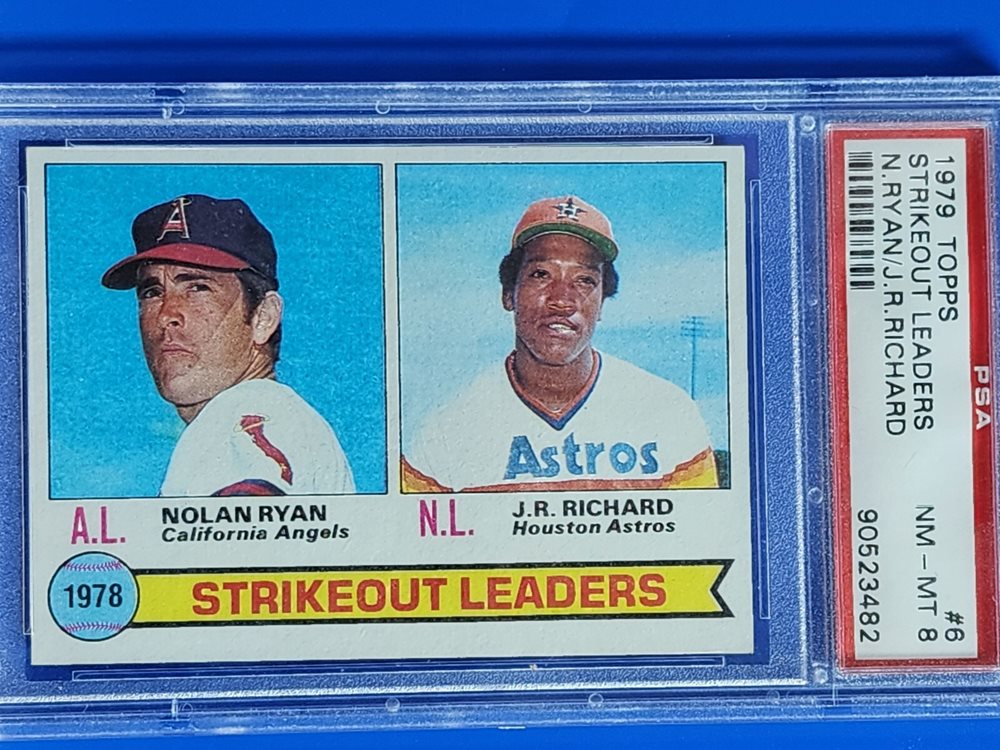 A
Astros
A.L.
NOLAN RYAN
California Angels
N.L.
J.R. RICHARD
Houston Astros
1978
STRIKEOUT LEADERS
1979 TOPPS #6
STRIKEOUT LEADERS
N.RYAN/J.R.RICHARD NM - MT 8
90523482
PSA
H